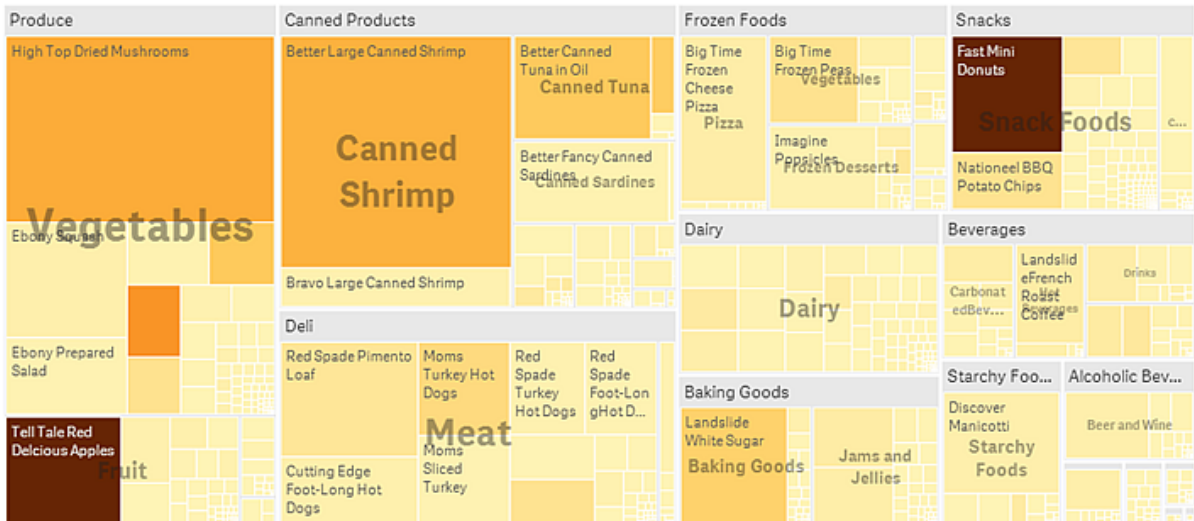 Produce
High Top Dried Mushrooms
Vegetables
Ebony Squash
Ebony Prepared
Salad
Tell Tale Red
Delcious Apples
Fruit
Canned Products
Better Large Canned Shrimp
Canned
Shrimp
Bravo Large Canned Shrimp
Better Canned
Tuna in Oil
Canned Tuna
Better Fancy Canned
Sardines
Canned Sardines
Deli
Red Spade Pimento
Loaf
Cutting Edge
Foot-Long Hot
Dogs
Moms
Turkey Hot
Dogs
Meat
Moms
Sliced
Turkey
Red
Spade
Turkey
Hot Dogs
Red
Spade
Foot-Lon
gHot D...
Frozen Foods
Big Time
Frozen
Cheese
Pizza
Pizza
Big Time
Frozen Peas
Vegetables
Imagine
Popsicles
Frozen Desserts
Dairy
Dairy
Baking Goods
Landslide
White Sugar
Baking Goods
Jams and
Jellies
Snacks
Fast Mini
Donuts
Snack Foods
Nationeel BBQ
Potato Chips
C...
Beverages
Carbonat
edBev...
Landslid
eFrench
Roast
Coffee
Hot
Beverages
Drinks
Starchy Foo...
Discover
Manicotti
Starchy
Foods
Alcoholic Bev...
Beer and Wine